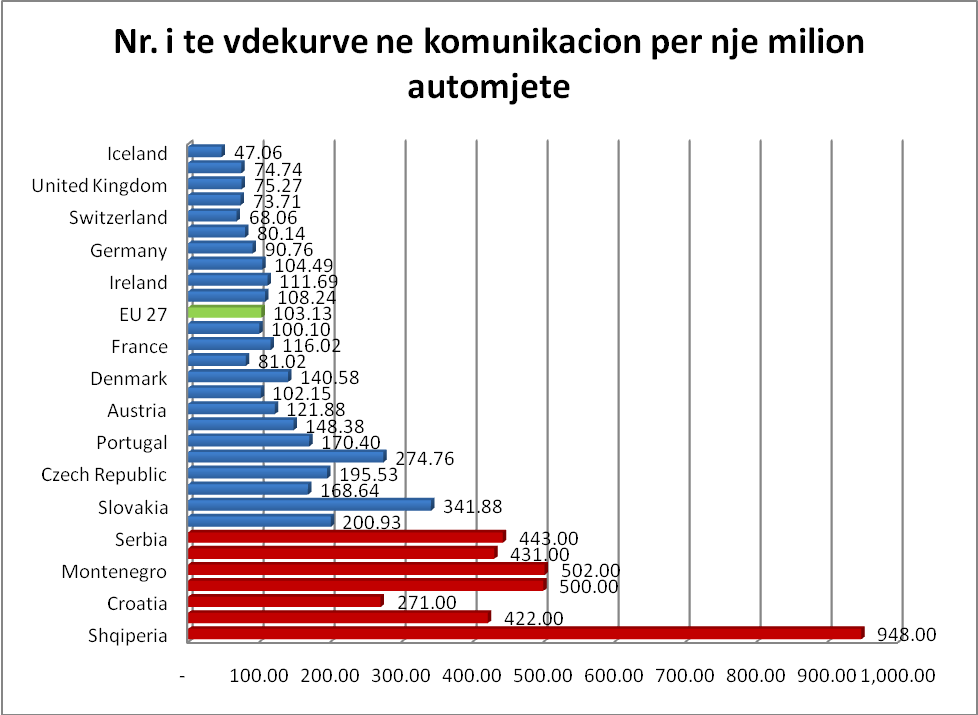 Nr. i te vdekurve ne komunikacion per nje milion
automjete
Iceland 47.06
74.74
United Kingdom 75.27
73.71
Switzerland 68.06
80.14
Germany 90.76
104.49
Ireland 111.69
108.24
EU 27 103.13
100.10
France 116.02
81.02
Denmark 140.58
102.15
Austria 121.88
148.38
Portugal 170.40
274.76
Czech Republic 195.53
168.64
Slovakia 341.88
200.93
Serbia 443.00
431.00
Montenegro 502.00
500.00
Croatia 271.00
422.00
Shqiperia 948.00
- 100.00 200.00 300.00 400.00 500.00 600.00 700.00 800.00 900.00 1,000.00